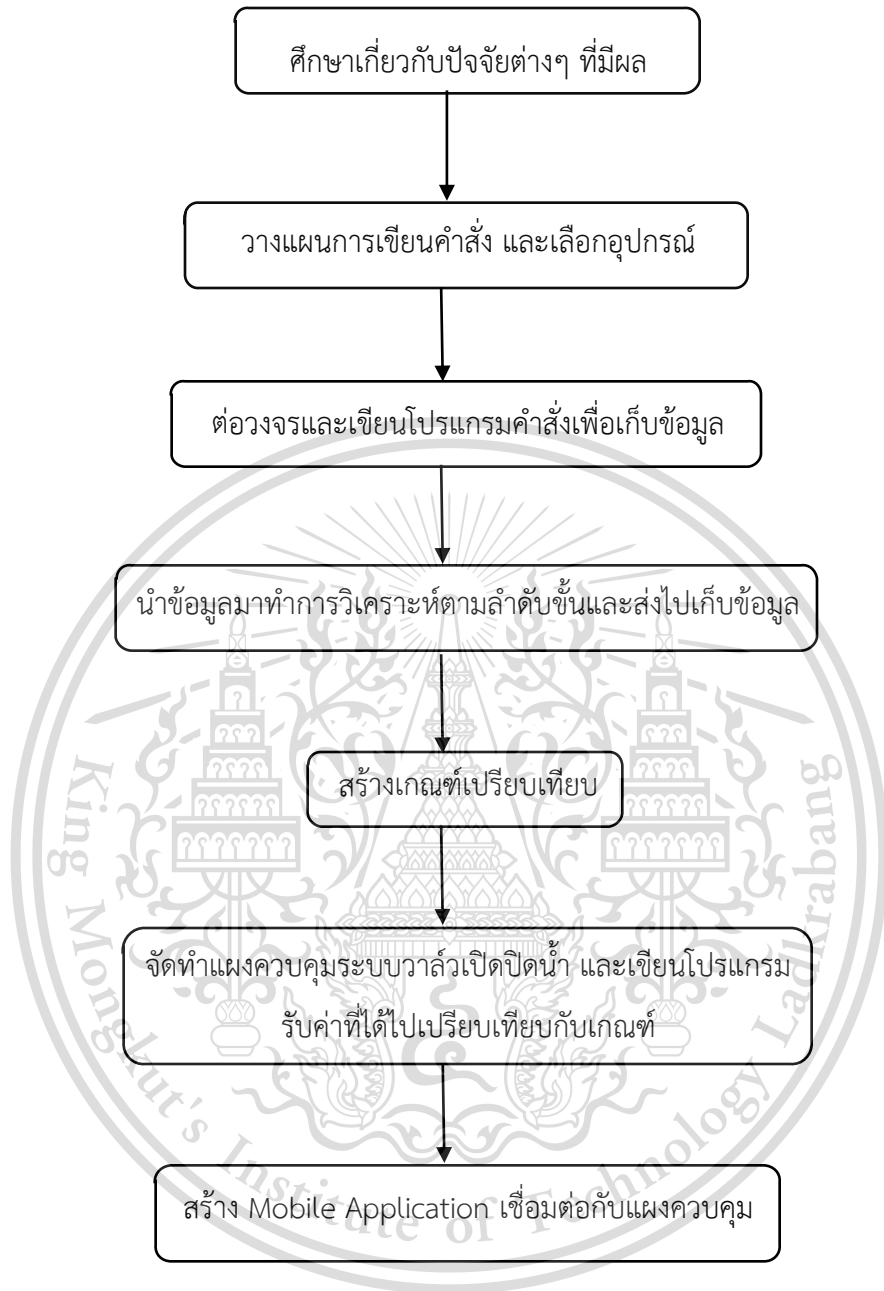 ศึกษาเกี่ยวกับปัจจัยต่างๆ ที่มีผล
วางแผนการเขียนคำสั่ง และเลือกอุปกรณ์
ต่อวงจรและเขียนโปรแกรมคำสั่งเพื่อเก็บข้อมูล
นำข้อมูลมาทำการวิเคราะห์ตามลำดับขั้นและส่งไปเก็บข้อมูล
สร้างเกณฑ์เปรียบเทียบ
จัดทำแผงควบคุมระบบวาล์วเปิดปิดน้ำ และเขียนโปรแกรม
รับค่าที่ได้ไปเปรียบเทียบกับเกณฑ์
สร้าง Mobile Application เชื่อมต่อกับแผงควบคุม
King Mongkut's Institute of Technology Ladkrabang